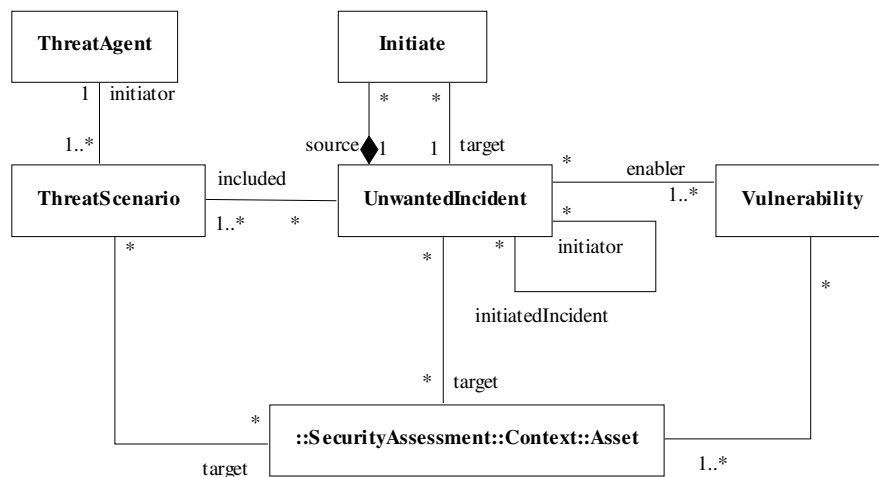 ThreatAgent
Initiate
1 initiator
* *
source
1..*
1 1 target
* enabler
included
1..*
ThreatScenario
UnwantedIncident
Vulnerability
1..* *
*
initiator
* * * *
initiatedIncident
* target
*
::SecurityAssessment::Context::Asset
target
1..*